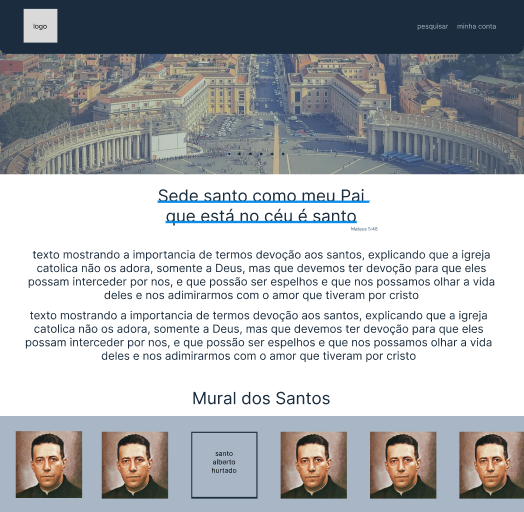 logo
pesquisar minha conta
Sede santo como meu Pai
que está no céu é santo
Mateus 5:48
texto mostrando a importancia de termos devoção aos santos, explicando que a igreja
catolica não os adora, somente a Deus, mas que devemos ter devoção para que eles
possam interceder por nos, e que possão ser espelhos e que nos possamos olhar a vida
deles e nos adimirarmos com o amor que tiveram por cristo
texto mostrando a importancia de termos devoção aos santos, explicando que a igreja
catolica não os adora, somente a Deus, mas que devemos ter devoção para que eles
possam interceder por nos, e que possão ser espelhos e que nos possamos olhar a vida
deles e nos adimirarmos com o amor que tiveram por cristo
Mural dos Santos
santo
alberto
hurtado